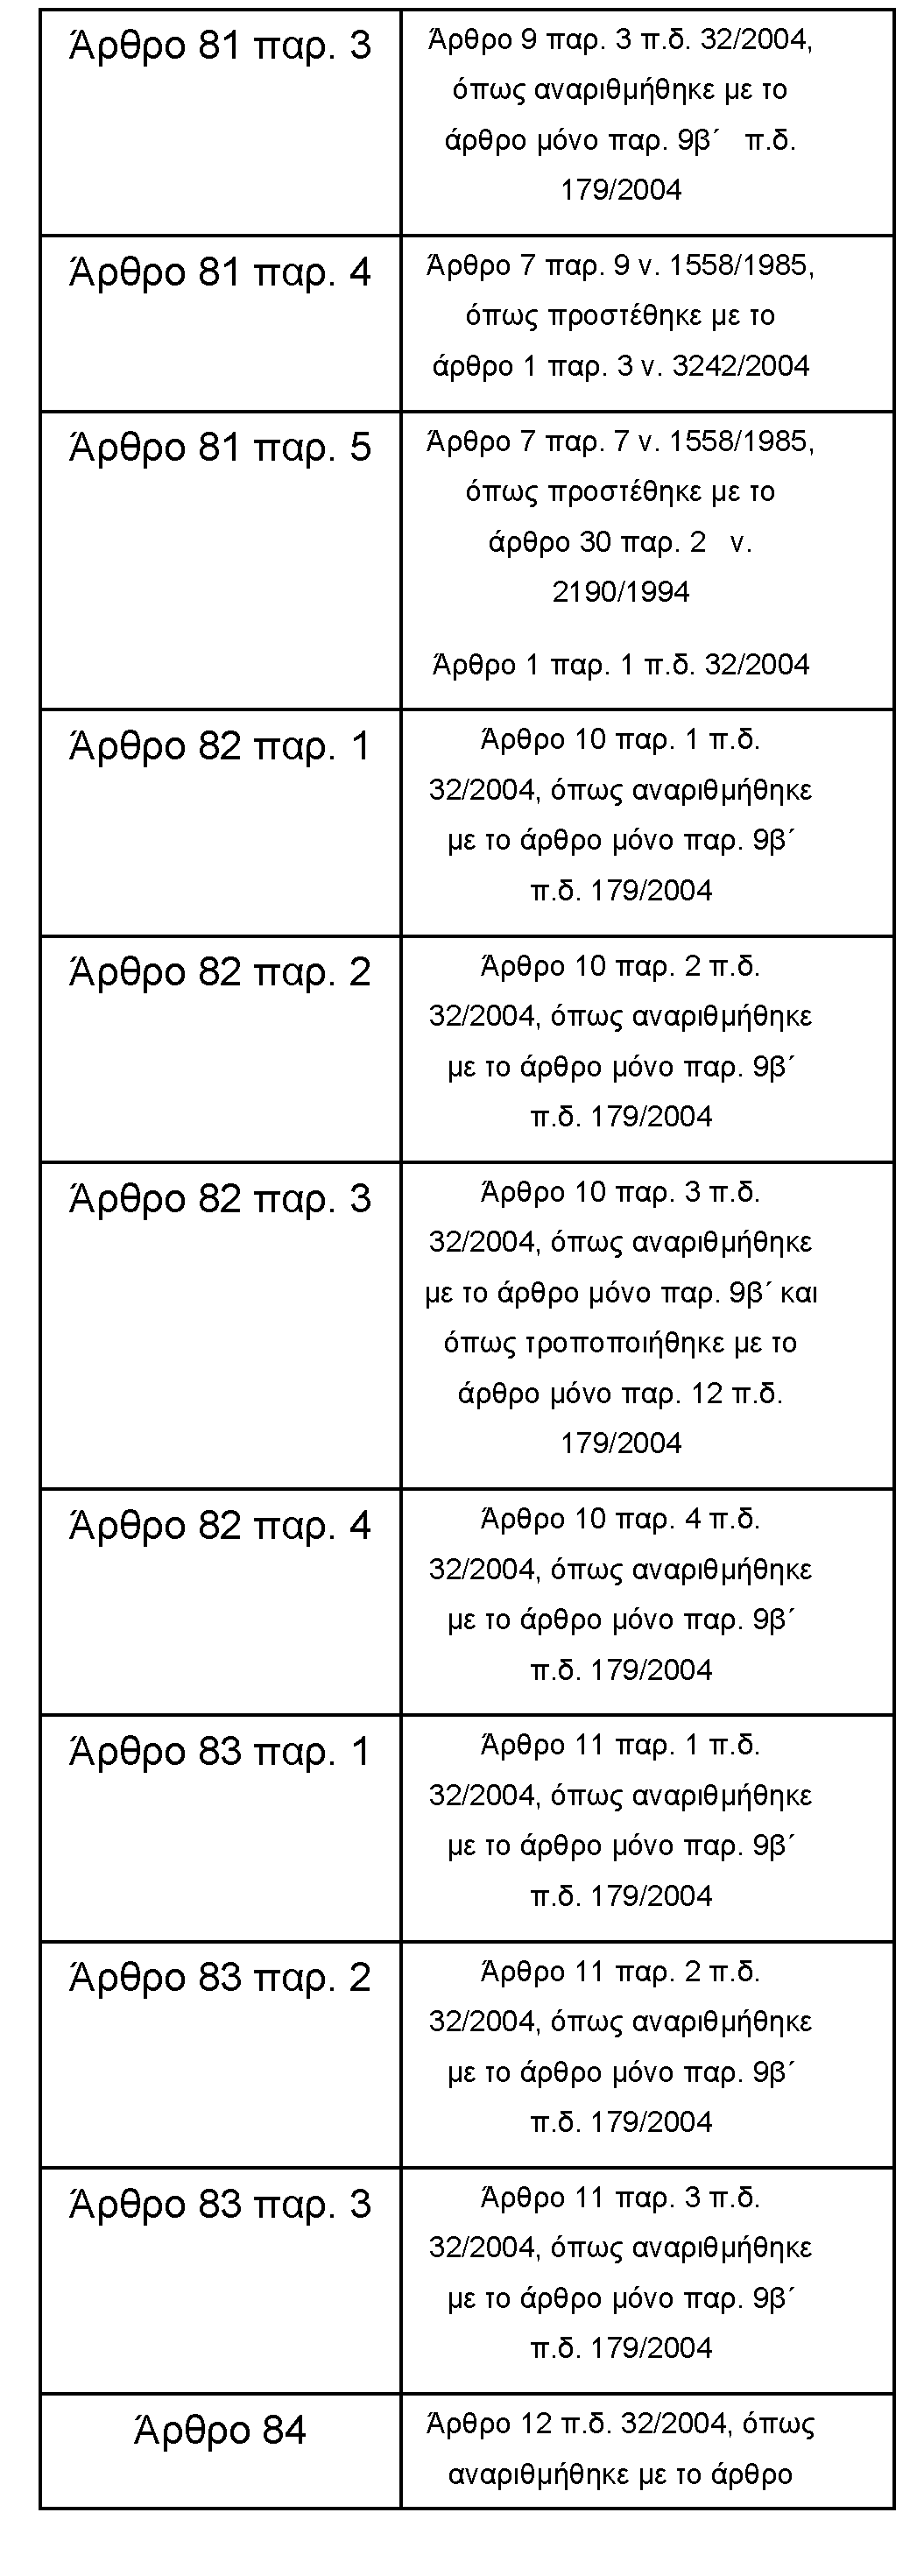 Άρθρο 81 παρ. 3
Άρθρο 9 παρ. 3 π.δ. 32/2004,
όπως αναριθμήθηκε με το
άρθρο μόνο παρ. 9β΄ π.δ.
179/2004
Άρθρο 81 παρ. 4
Άρθρο 7 παρ. 9 ν. 1558/1985,
όπως προστέθηκε με το
άρθρο 1 παρ. 3 ν. 3242/2004
Άρθρο 81 παρ. 5
Άρθρο 7 παρ. 7 ν. 1558/1985,
όπως προστέθηκε με το
άρθρο 30 παρ. 2 ν.
2190/1994
Άρθρο 1 παρ. 1 π.δ. 32/2004
Άρθρο 82 παρ. 1
Άρθρο 10 παρ. 1 π.δ.
32/2004, όπως αναριθμήθηκε
με το άρθρο μόνο παρ. 9β΄
π.δ. 179/2004
Άρθρο 82 παρ. 2
Άρθρο 10 παρ. 2 π.δ.
32/2004, όπως αναριθμήθηκε
με το άρθρο μόνο παρ. 9β΄
π.δ. 179/2004
Άρθρο 82 παρ. 3
Άρθρο 10 παρ. 3 π.δ.
32/2004, όπως αναριθμήθηκε
με το άρθρο μόνο παρ. 9β΄ και
όπως τροποποιήθηκε με το
άρθρο μόνο παρ. 12 π.δ.
179/2004
Άρθρο 82 παρ. 4
Άρθρο 10 παρ. 4 π.δ.
32/2004, όπως αναριθμήθηκε
με το άρθρο μόνο παρ. 9β΄
π.δ. 179/2004
Άρθρο 83 παρ. 1
Άρθρο 11 παρ. 1 π.δ.
32/2004, όπως αναριθμήθηκε
με το άρθρο μόνο παρ. 9β΄
π.δ. 179/2004
Άρθρο 83 παρ. 2
Άρθρο 11 παρ. 2 π.δ.
32/2004, όπως αναριθμήθηκε
με το άρθρο μόνο παρ. 9β΄
π.δ. 179/2004
Άρθρο 83 παρ. 3
Άρθρο 11 παρ. 3 π.δ.
32/2004, όπως αναριθμήθηκε
με το άρθρο μόνο παρ. 9β΄
π.δ. 179/2004
Άρθρο 84
Άρθρο 12 π.δ. 32/2004, όπως
αναριθμήθηκε με το άρθρο